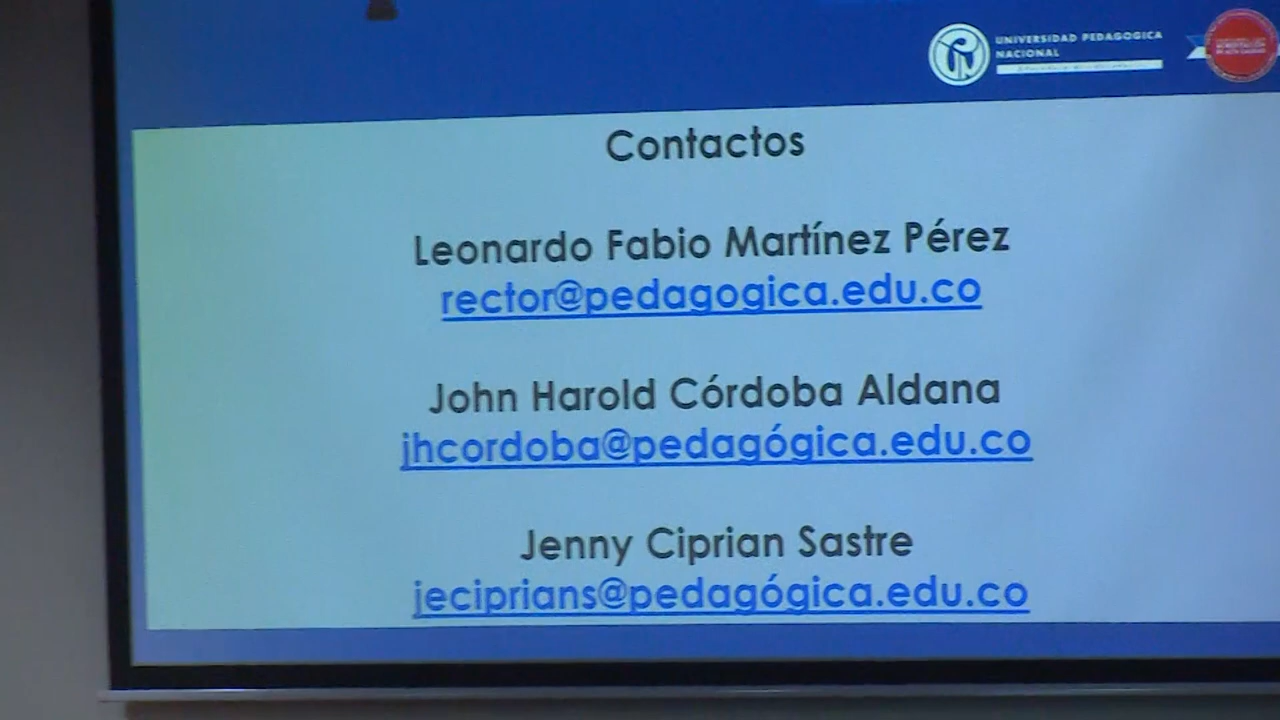 UNIVERSIDAD PEDAGOGICA
NACIONAL
Contactos
Leonardo Fabio Martínez Pérez
rector@pedagogica.edu.co
John Harold Córdoba Aldana
jhcordoba@pedagógica.edu.co
Jenny Ciprian Sastre
jeciprians@pedagógica.edu.co